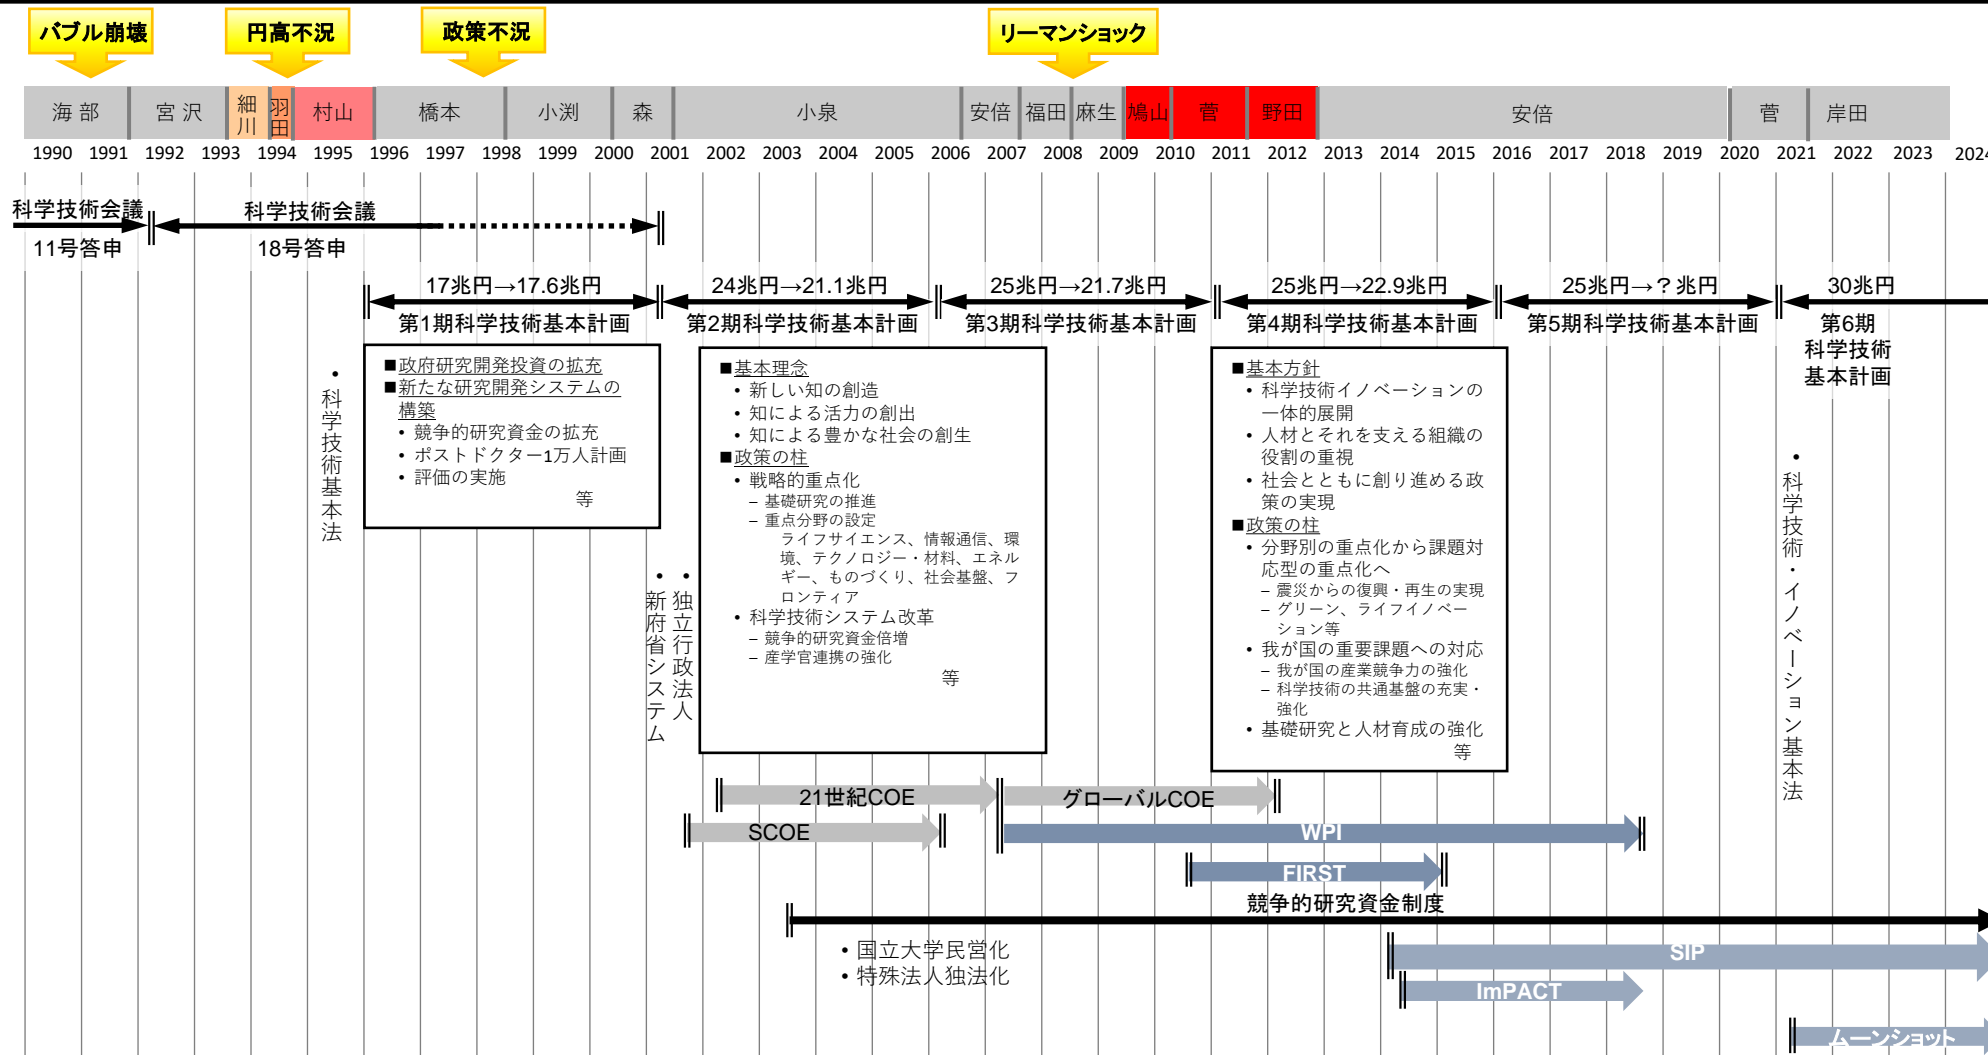 バブル崩壊
円高不況
政策不況
リーマンショック
海部
宮沢
細川
羽田
村山
橋本
小渕
森
小泉
安倍
福田
麻生
鳩山
菅
野田
安倍
菅
岸田
1990 1991 1992 1993 1994 1995 1996 1997 1998 1999 2000 2001 2002 2003 2004 2005 2006 2007 2008 2009 2010 2011 2012 2013 2014 2015 2016 2017 2018 2019 2020 2021 2022 2023 2024
科学技術会議
11号答申
科学技術会議
18号答申
17兆円→17.6兆円
第1期科学技術基本計画
24兆円→21.1兆円
第2期科学技術基本計画
25兆円→21.7兆円
第3期科学技術基本計画
25兆円→22.9兆円
第4期科学技術基本計画
25兆円→？兆円
第5期科学技術基本計画
30兆円
第6期
科学技術
基本計画
・科学技術基本法
■政府研究開発投資の拡充
■新たな研究開発システムの
構築
• 競争的研究資金の拡充
• ポストドクター1万人計画
• 評価の実施
等
・新府省システム
・独立行政法人
■基本理念
• 新しい知の創造
• 知による活力の創出
• 知による豊かな社会の創生
■政策の柱
• 戦略的重点化
– 基礎研究の推進
– 重点分野の設定
ライフサイエンス、情報通信、環
境、テクノロジー・材料、エネル
ギー、ものづくり、社会基盤、フ
ロンティア
• 科学技術システム改革
– 競争的研究資金倍増
– 産学官連携の強化
等
■基本方針
• 科学技術イノベーションの
一体的展開
• 人材とそれを支える組織の
役割の重視
• 社会とともに創り進める政
策の実現
■政策の柱
• 分野別の重点化から課題対
応型の重点化へ
– 震災からの復興・再生の実現
– グリーン、ライフイノベー
ション等
• 我が国の重要課題への対応
– 我が国の産業競争力の強化
– 科学技術の共通基盤の充実・
強化
• 基礎研究と人材育成の強化
等
・科学技術・イノベーション基本法
21世紀COE
グローバルCOE
SCOE
WPI
FIRST
競争的研究資金制度
• 国立大学民営化
• 特殊法人独法化
SIP
ImPACT
ムーンショット